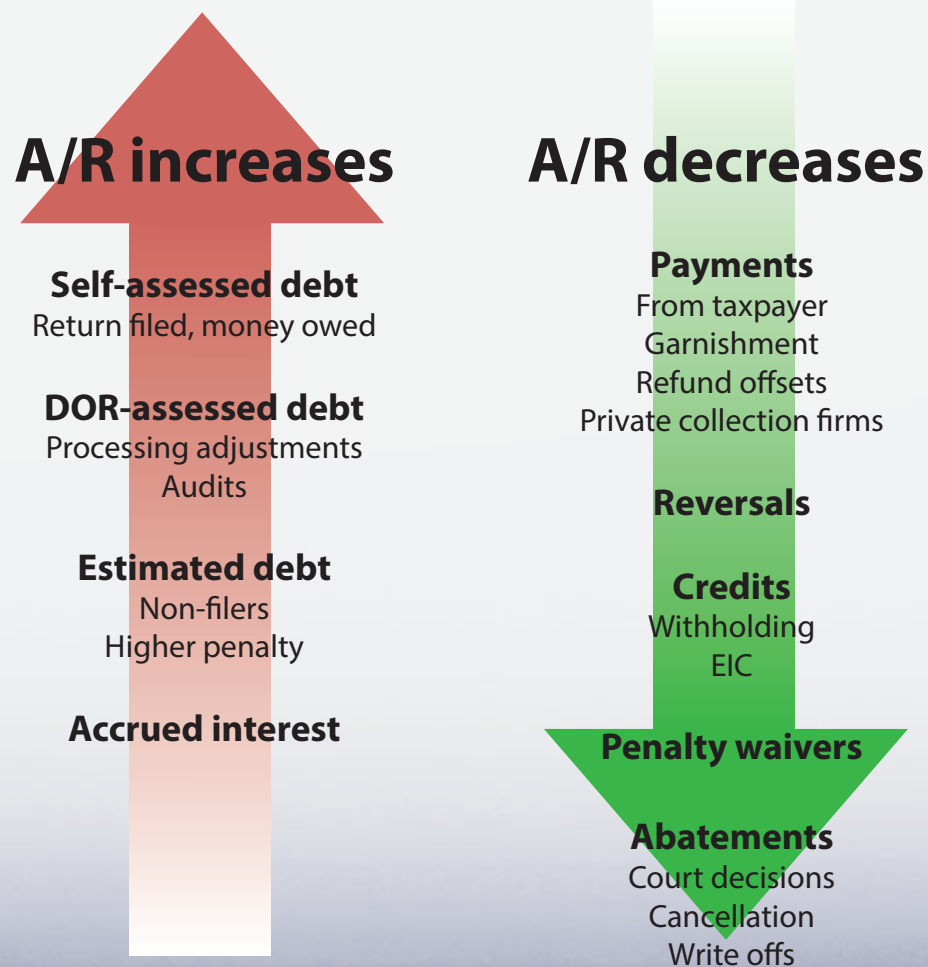 A/R increases
Self-assessed debt
Return filed, money owed
DOR-assessed debt
Processing adjustments
Audits
Estimated debt
Non-filers
Higher penalty
Accrued interest
A/R decreases
Payments
From taxpayer
Garnishment
Refund offsets
Private collection firms
Reversals
Credits
Withholding
EIC
Penalty waivers
Abatements
Court decisions
Cancellation
Write offs